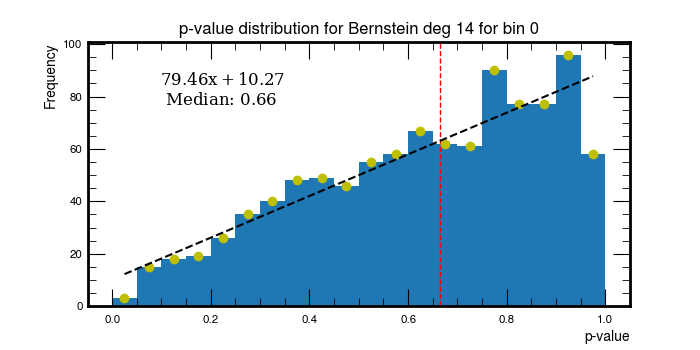 p-value distribution for Bernstein deg 14 for bin 0
Frequency
100
80
60
40
20
0
79.46x + 10.27
Median: 0.66
0.0 0.2 0.4 0.6 0.8 1.0
p-value